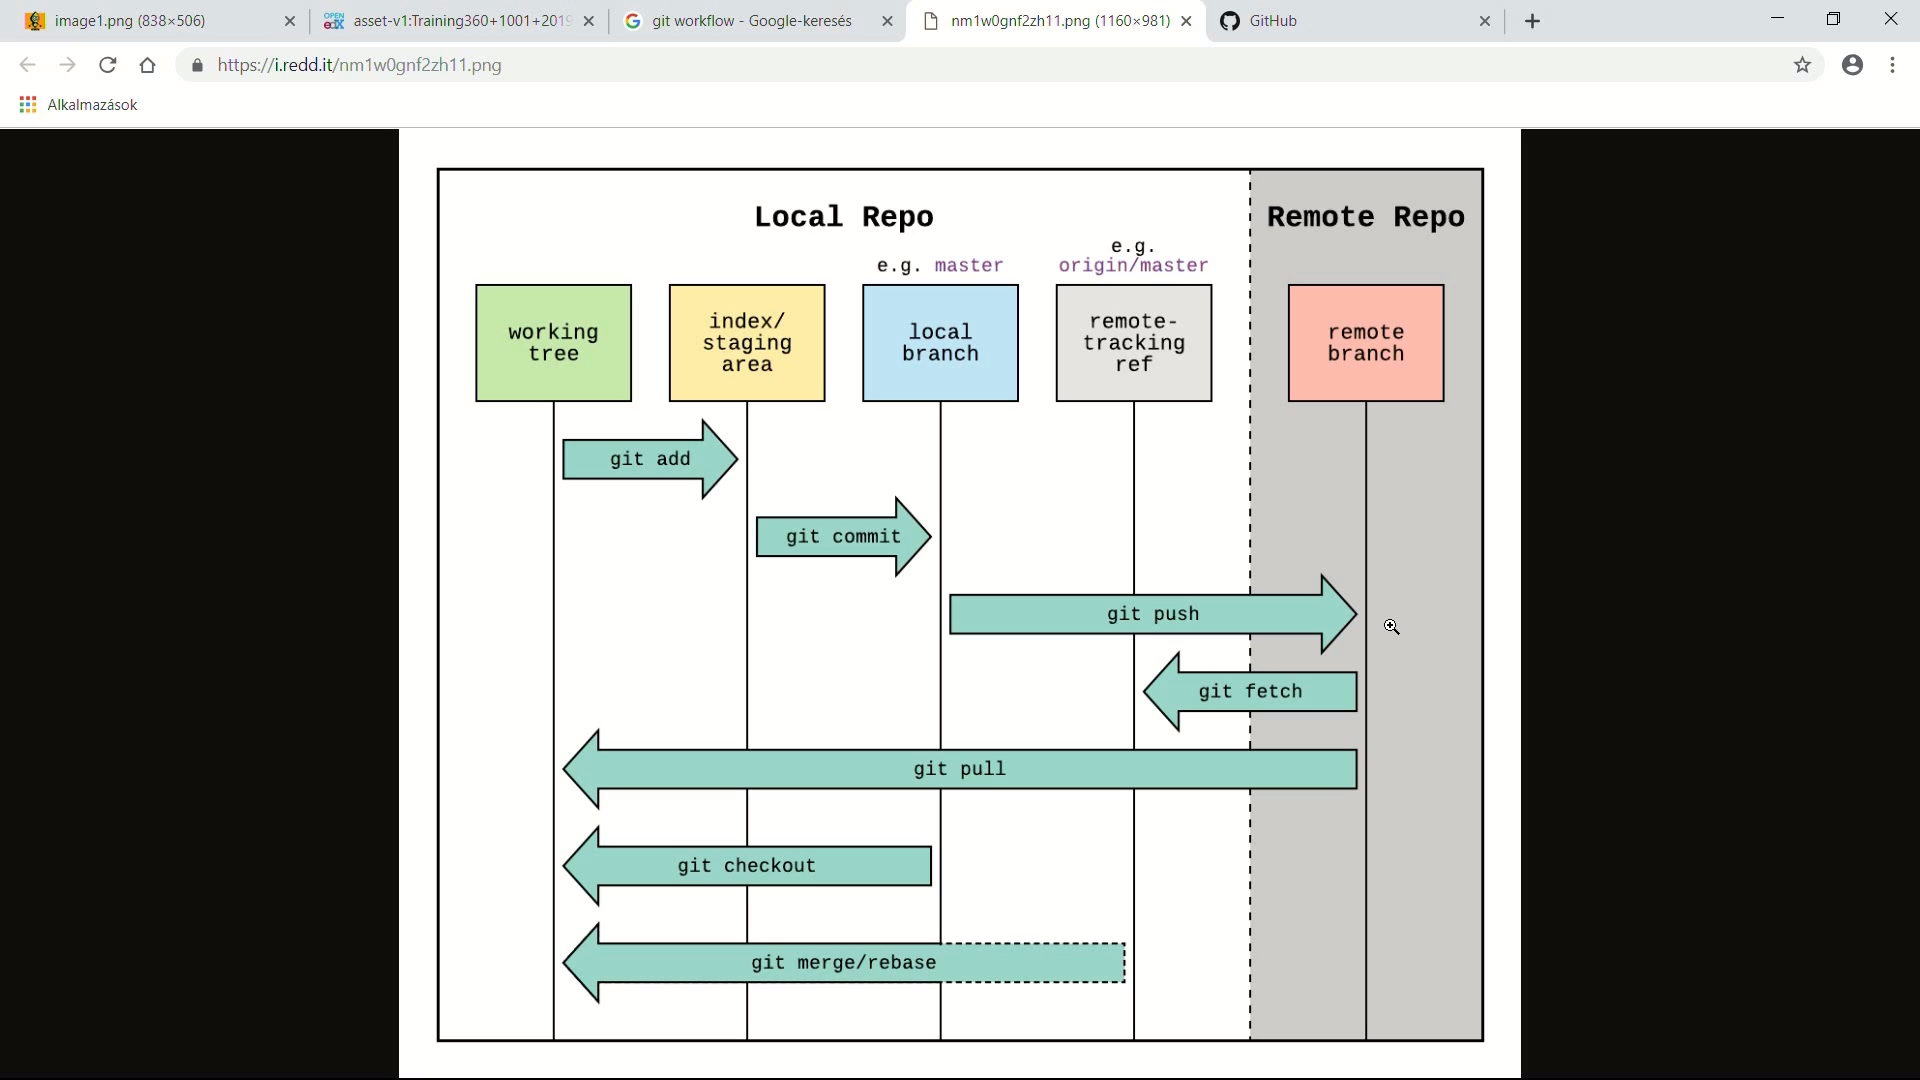 image1.png (838×506)
asset-v1:Training360+1001+2019
git workflow - Google-keresés
nm1w0gnf2zh11.png (1160×981)
GitHub
https://i.redd.it/nm1w0gnf2zh11.png
Alkalmazások
Local Repo
Remote Repo
e.g. master
e.g.
origin/master
working
tree
index/
staging
area
local
branch
remote-
tracking
ref
remote
branch
git add
git commit
git push
git fetch
git pull
git checkout
git merge/rebase